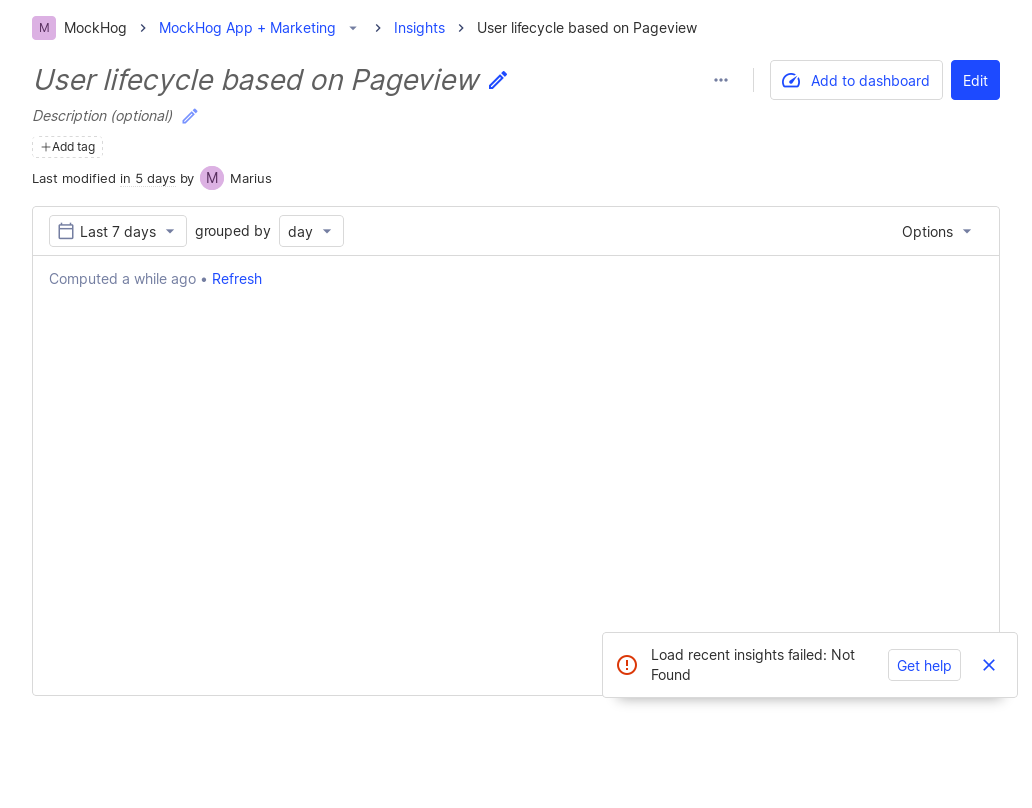 M MockHog MockHog App + Marketing Insights User lifecycle based on Pageview
User lifecycle based on Pageview
Add to dashboard
Edit
Description (optional)
Add tag
Last modified in 5 days by M Marius
Last 7 days grouped by day Options
Computed a while ago • Refresh
Load recent insights failed: Not
Found
Get help